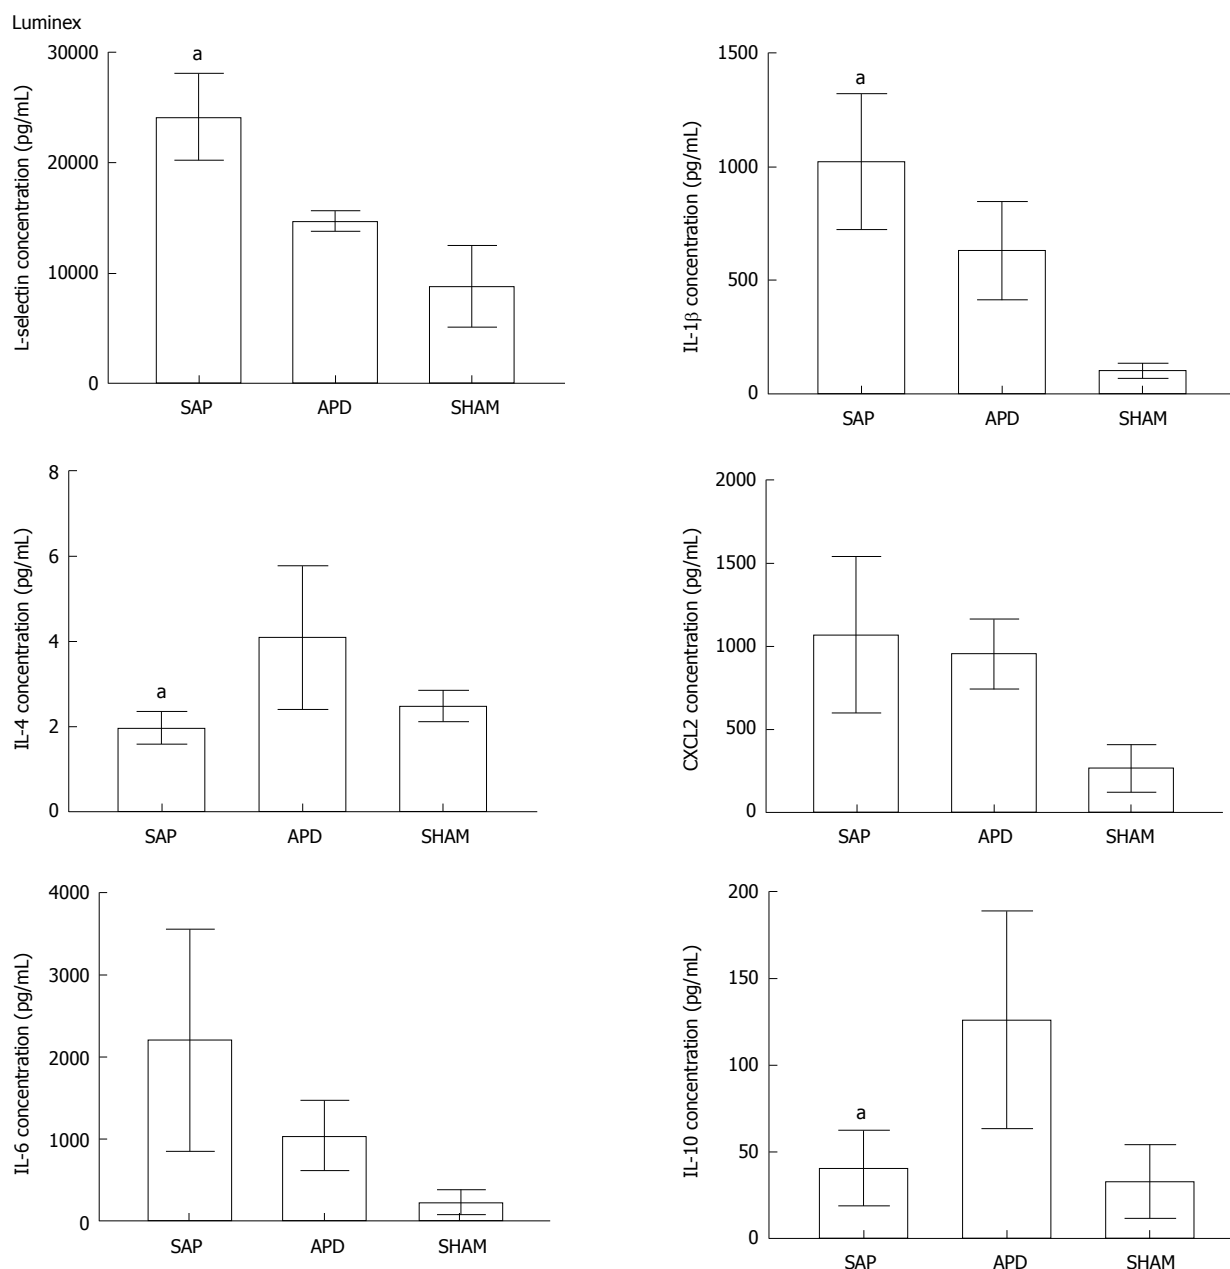 Luminex
L-selectin concentration (pg/mL)
30000
20000
10000
0
a
SAP APD SHAM
IL-1β concentration (pg/mL)
1500
1000
500
0
a
SAP APD SHAM
IL-4 concentration (pg/mL)
8
6
4
2
0
a
SAP APD SHAM
CXCL2 concentration (pg/mL)
2000
1500
1000
500
0
SAP APD SHAM
IL-6 concentration (pg/mL)
4000
3000
2000
1000
0
SAP APD SHAM
IL-10 concentration (pg/mL)
200
150
100
50
0
a
SAP APD SHAM